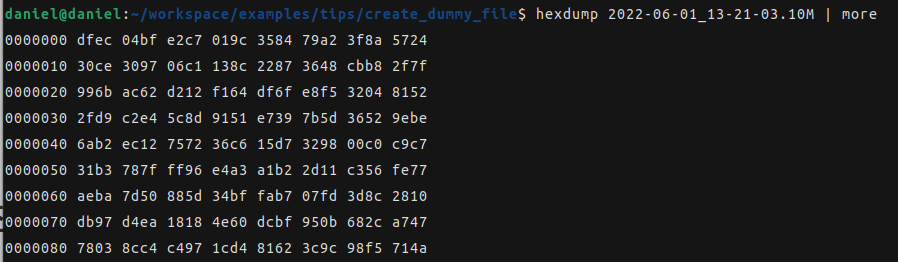 daniel@daniel:~/workspace/examples/tips/create_dummy_file$ hexdump 2022-06-01_13-21-03.10M | more
0000000 dfec 04bf e2c7 019c 3584 79a2 3f8a 5724
0000010 30ce 3097 06c1 138c 2287 3648 cbb8 2f7f
0000020 996b ac62 d212 f164 df6f e8f5 3204 8152
0000030 2fd9 c2e4 5c8d 9151 e739 7b5d 3652 9ebe
0000040 6ab2 ec12 7572 36c6 15d7 3298 00c0 c9c7
0000050 31b3 787f ff96 e4a3 a1b2 2d11 c356 fe77
0000060 aeba 7d50 885d 34bf fab7 07fd 3d8c 2810
0000070 db97 d4ea 1818 4e60 dcbf 950b 682c a747
0000080 7803 8cc4 c497 1cd4 8162 3c9c 98f5 714a